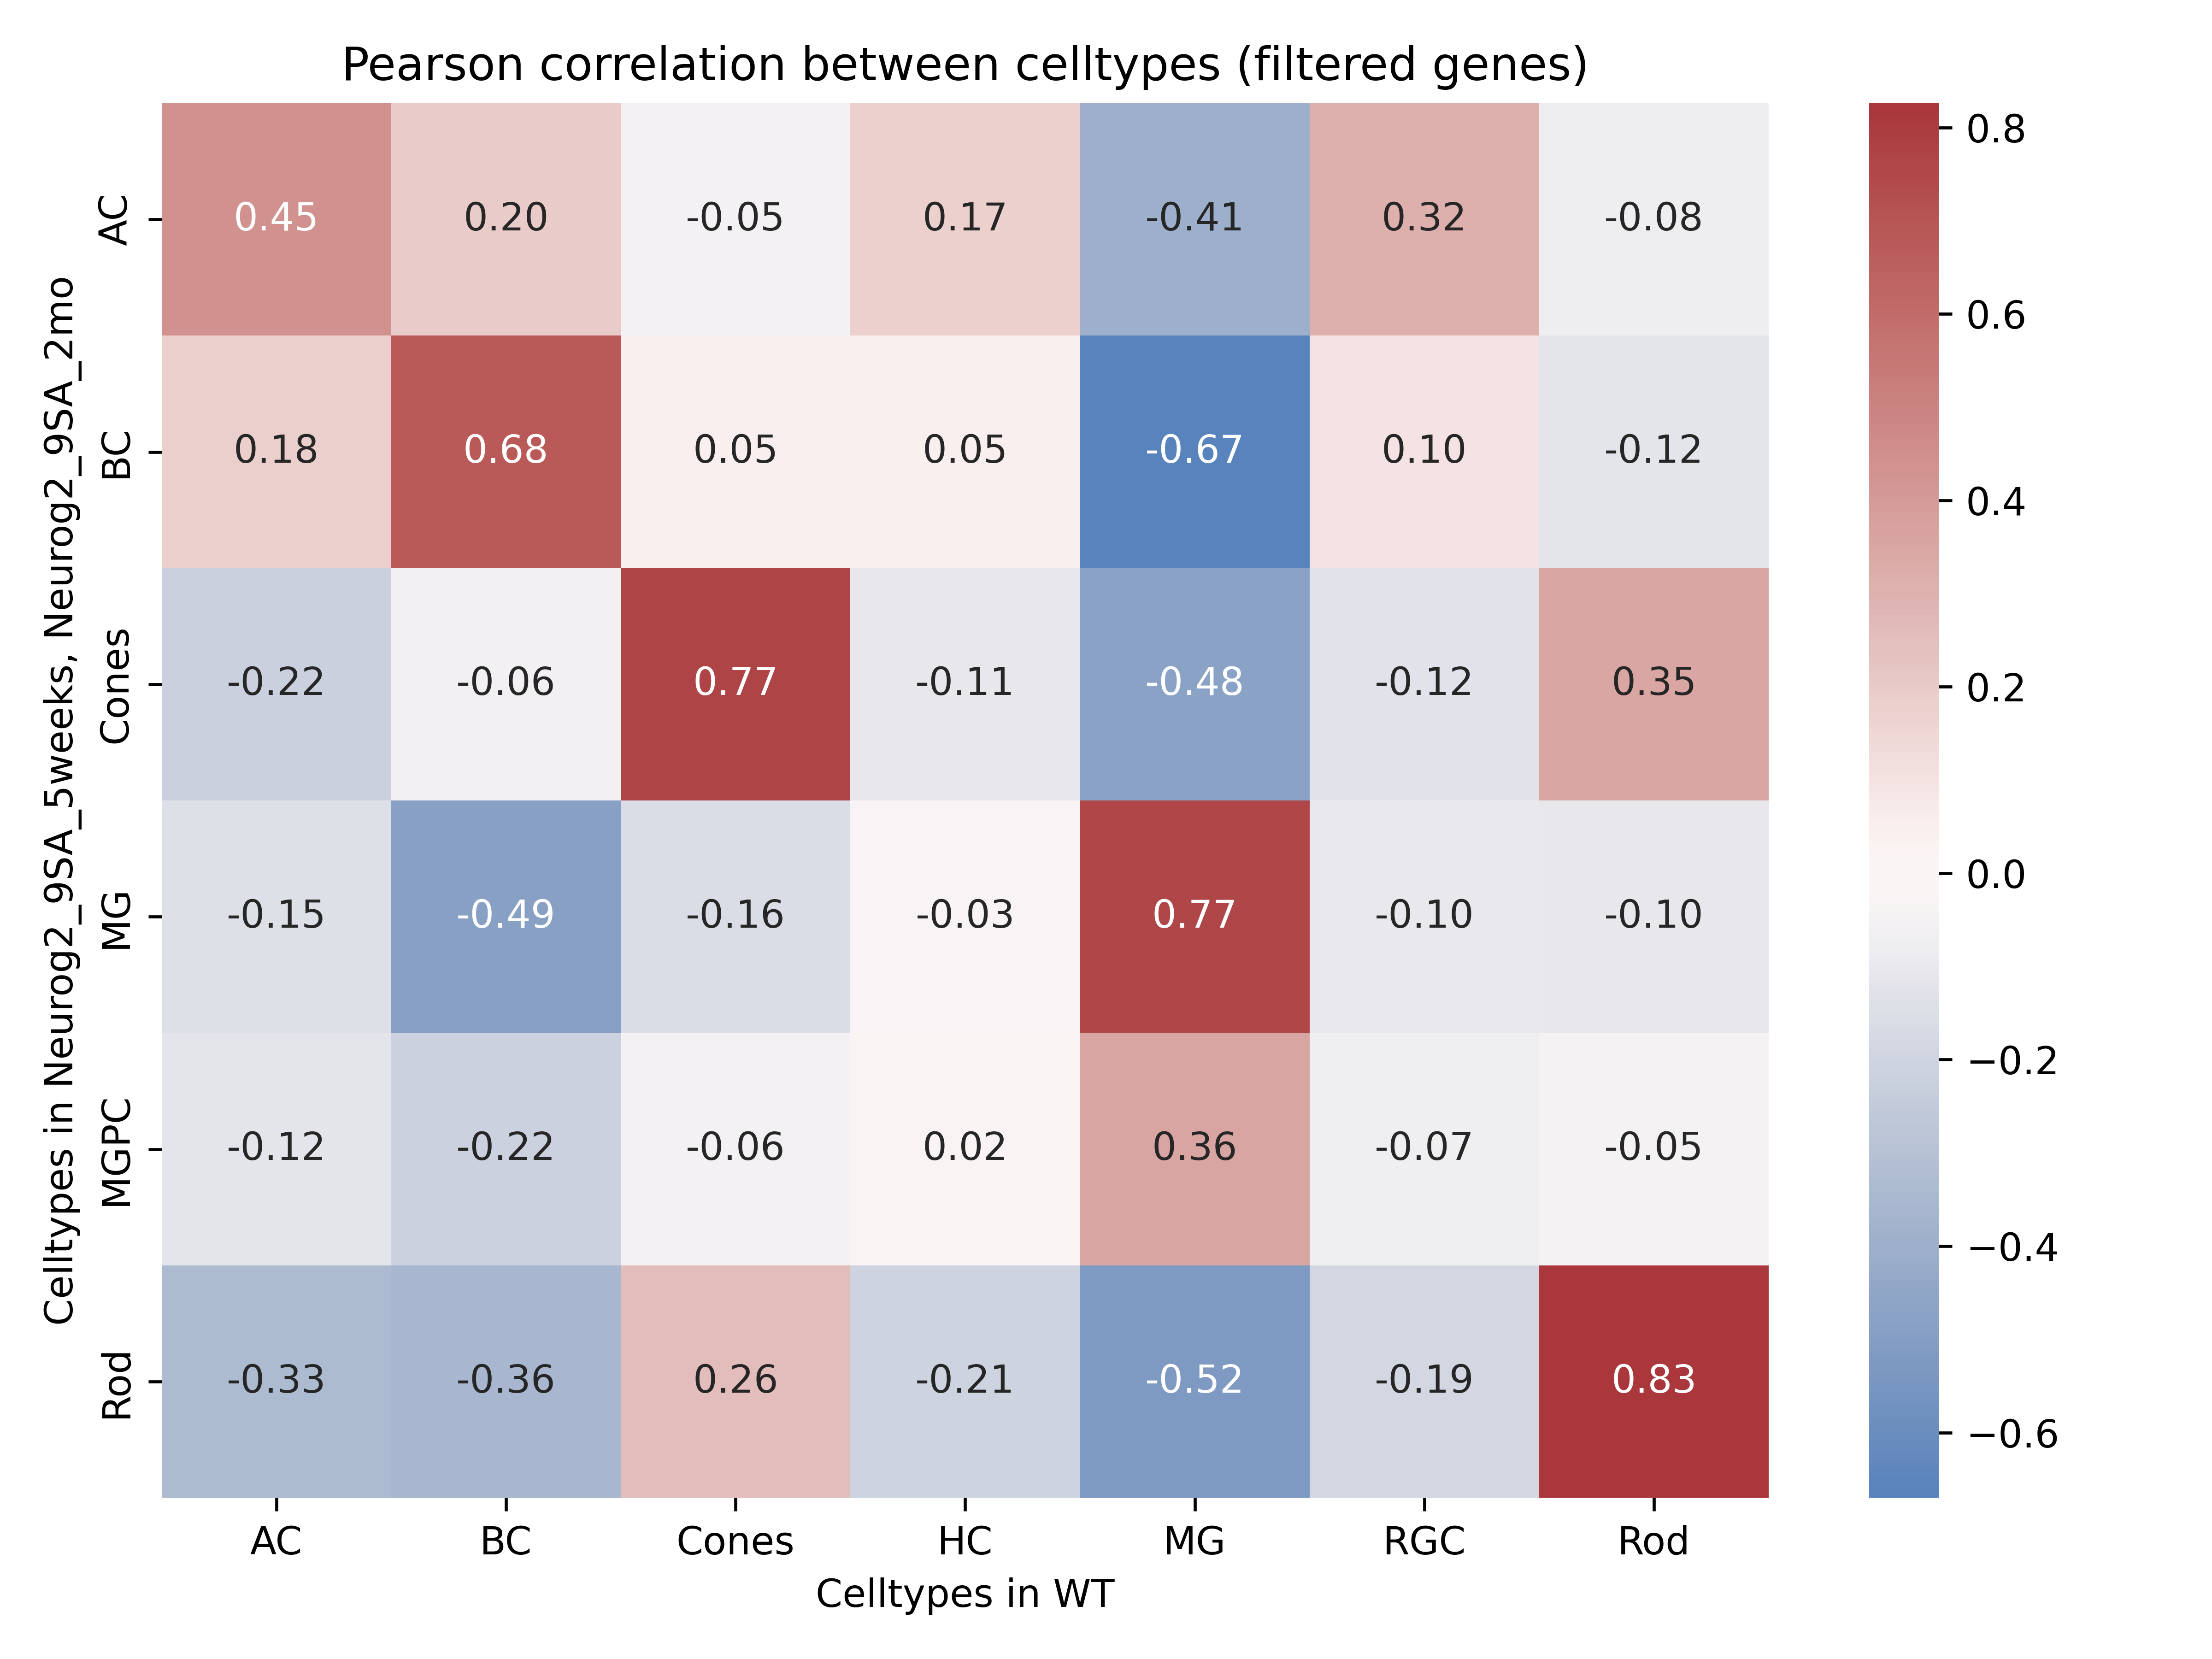 Pearson correlation between celltypes (filtered genes)
Celltypes in Neurog2_9SA_5weeks, Neurog2_9SA_2mo
AC 0.45 0.20 -0.05 0.17 -0.41 0.32 -0.08
BC 0.18 0.68 0.05 0.05 -0.67 0.10 -0.12
Cones -0.22 -0.06 0.77 -0.11 -0.48 -0.12 0.35
MG -0.15 -0.49 -0.16 -0.03 0.77 -0.10 -0.10
MGPC -0.12 -0.22 -0.06 0.02 0.36 -0.07 -0.05
Rod -0.33 -0.36 0.26 -0.21 -0.52 -0.19 0.83
AC BC Cones HC MG RGC Rod
Celltypes in WT
0.8
0.6
0.4
0.2
0.0
−0.2
−0.4
−0.6